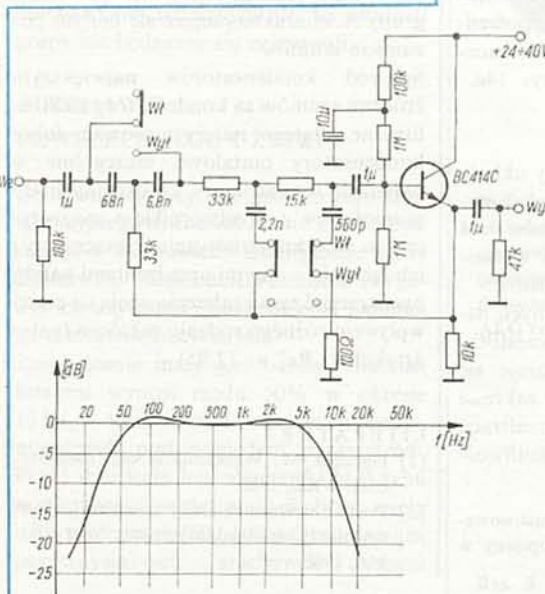 +24÷40V
100k
10µ
Wł
1M
1µ
BC414C
Wył
We
1µ
68n
6,8n
33k
15k
1µ
Wy
2,2n
560p
Wł
Wył
100k
33k
1M
47k
100Ω
10k
[dB]
20 50 100 200 500 1k 2k 5k 10k 20k 50k
0
f [Hz]
-5
-10
-15
-20
-25